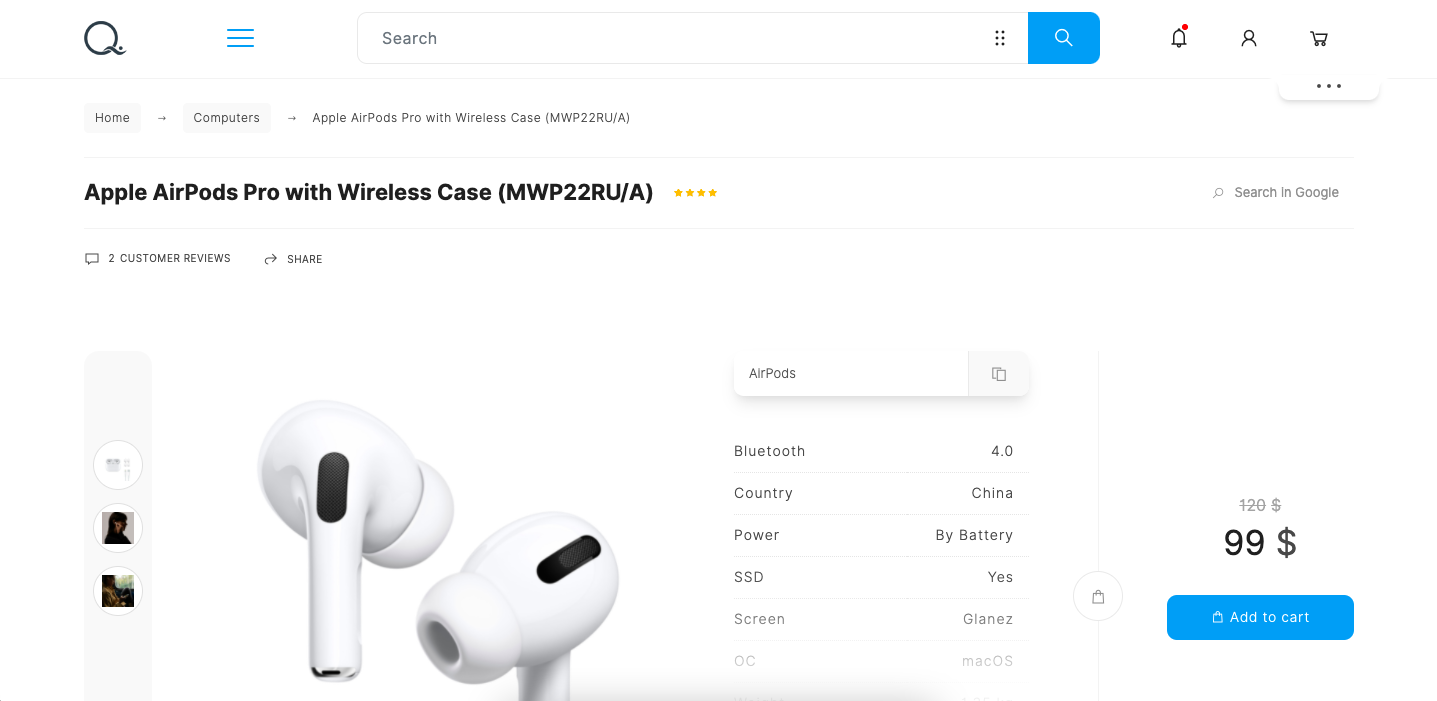 Q.
Search
Home → Computers → Apple AirPods Pro with Wireless Case (MWP22RU/A)
Apple AirPods Pro with Wireless Case (MWP22RU/A)
Search in Google
2 CUSTOMER REVIEWS
SHARE
AirPods
Bluetooth 4.0
Country China
Power By Battery
SSD Yes
Screen Glanez
OC macOS
120 $
99 $
Add to cart